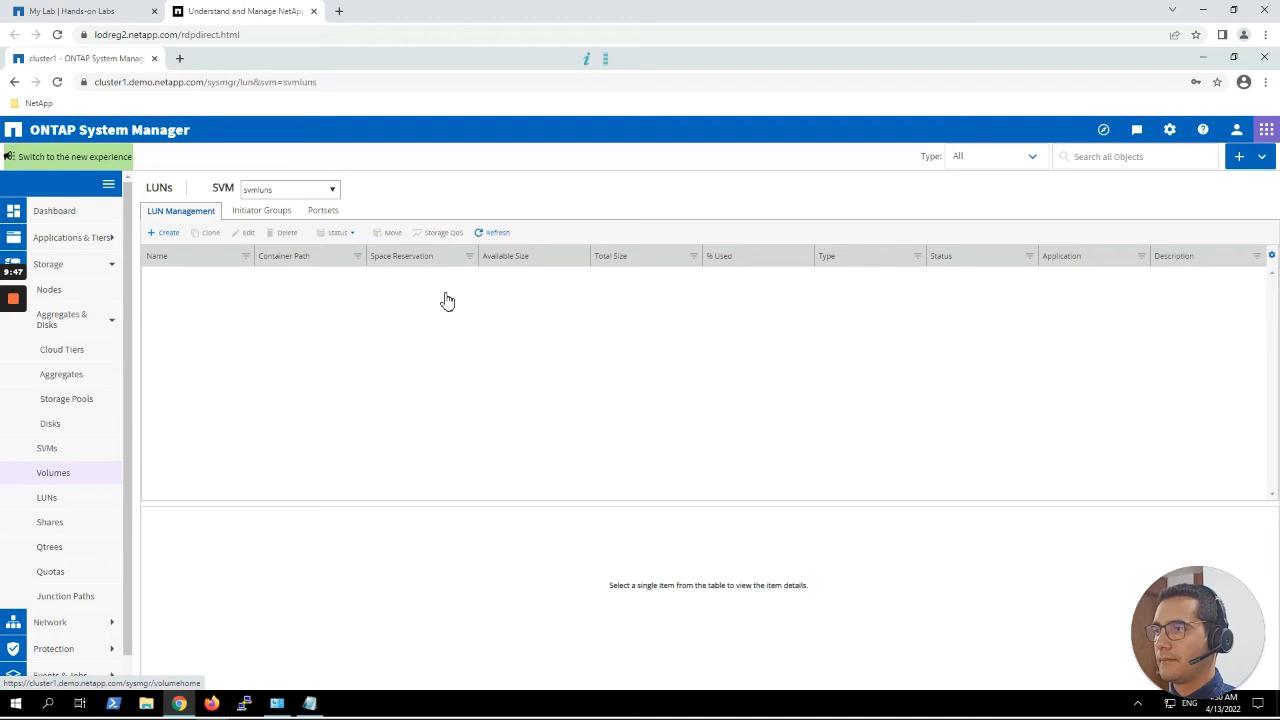 My Lab | Hands-on Labs
Understand and Manage NetAp
lodreg2.netapp.com/rdpdirect.html
cluster1 - ONTAP System Manag
cluster1.demo.netapp.com/sysmgr/lun&svm=svmluns
NetApp
ONTAP System Manager
Switch to the new experience
Type: All
Search all Objects
LUNs
SVM svmluns
LUN Management Initiator Groups Portsets
Create Clone Edit Delete Status Move Storage QoS Refresh
Name Container Path Space Reservation Available Size Total Size % Used Type Status Application Description
Dashboard
Applications & Tiers
Storage
9:47
Nodes
Aggregates &
Disks
Cloud Tiers
Aggregates
Storage Pools
Disks
SVMs
Volumes
LUNs
Shares
Qtrees
Quotas
Junction Paths
Network
Protection
Events & Jobs
Select a single item from the table to view the item details.
https://cluster1.demo.netapp.com/sysmgr/volumehome
ENG
4/13/2022